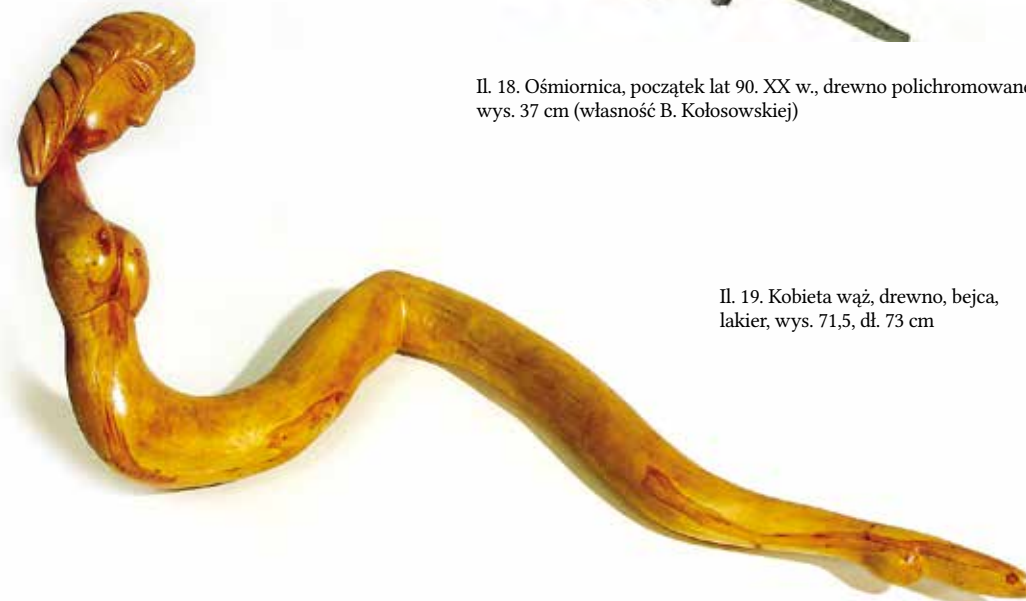 Il. 18. Ośmiornica, początek lat 90. XX w., drewno polichromowane
wys. 37 cm (własność B. Kołosowskiej)
Il. 19. Kobieta wąż, drewno, bejca,
lakier, wys. 71,5, dł. 73 cm